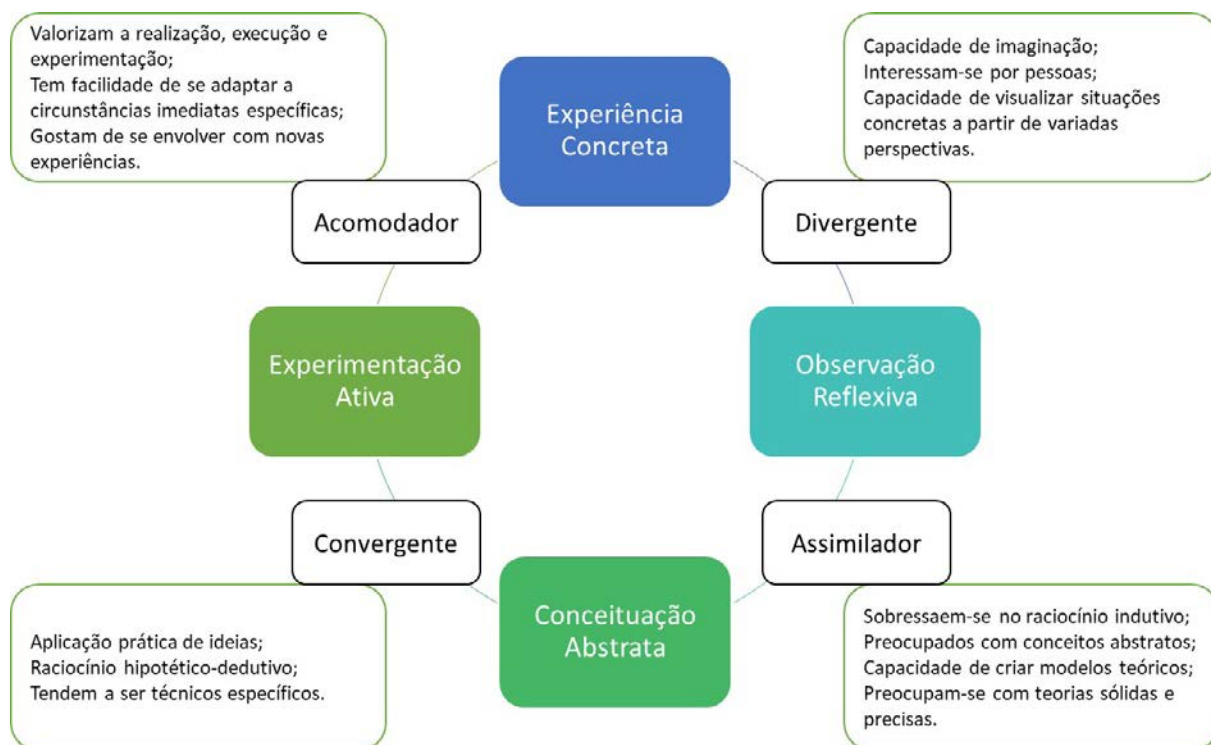 Valorizam a realização, execução e
experimentação;
Tem facilidade de se adaptar a
circunstâncias imediatas específicas;
Gostam de se envolver com novas
experiências.
Experiência
Concreta
Capacidade de imaginação;
Interessam-se por pessoas;
Capacidade de visualizar situações
concretas a partir de variadas
perspectivas.
Acomodador
Divergente
Experimentação
Ativa
Observação
Reflexiva
Convergente
Assimilador
Aplicação prática de ideias;
Raciocínio hipotético-dedutivo;
Tendem a ser técnicos específicos.
Conceituação
Abstrata
Sobressaem-se no raciocínio indutivo;
Preocupados com conceitos abstratos;
Capacidade de criar modelos teóricos;
Preocupam-se com teorias sólidas e
precisas.